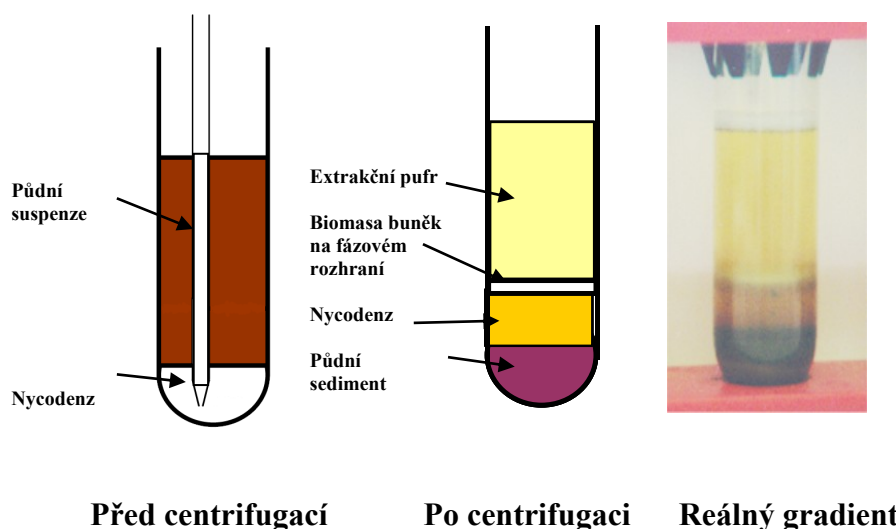 Půdní
suspenze
Nycodenz
Extrakční pufr
Biomasa buněk
na fázovém
rozhraní
Nycodenz
Půdní
sediment
Před centrifugací
Po centrifugaci
Reálný gradient